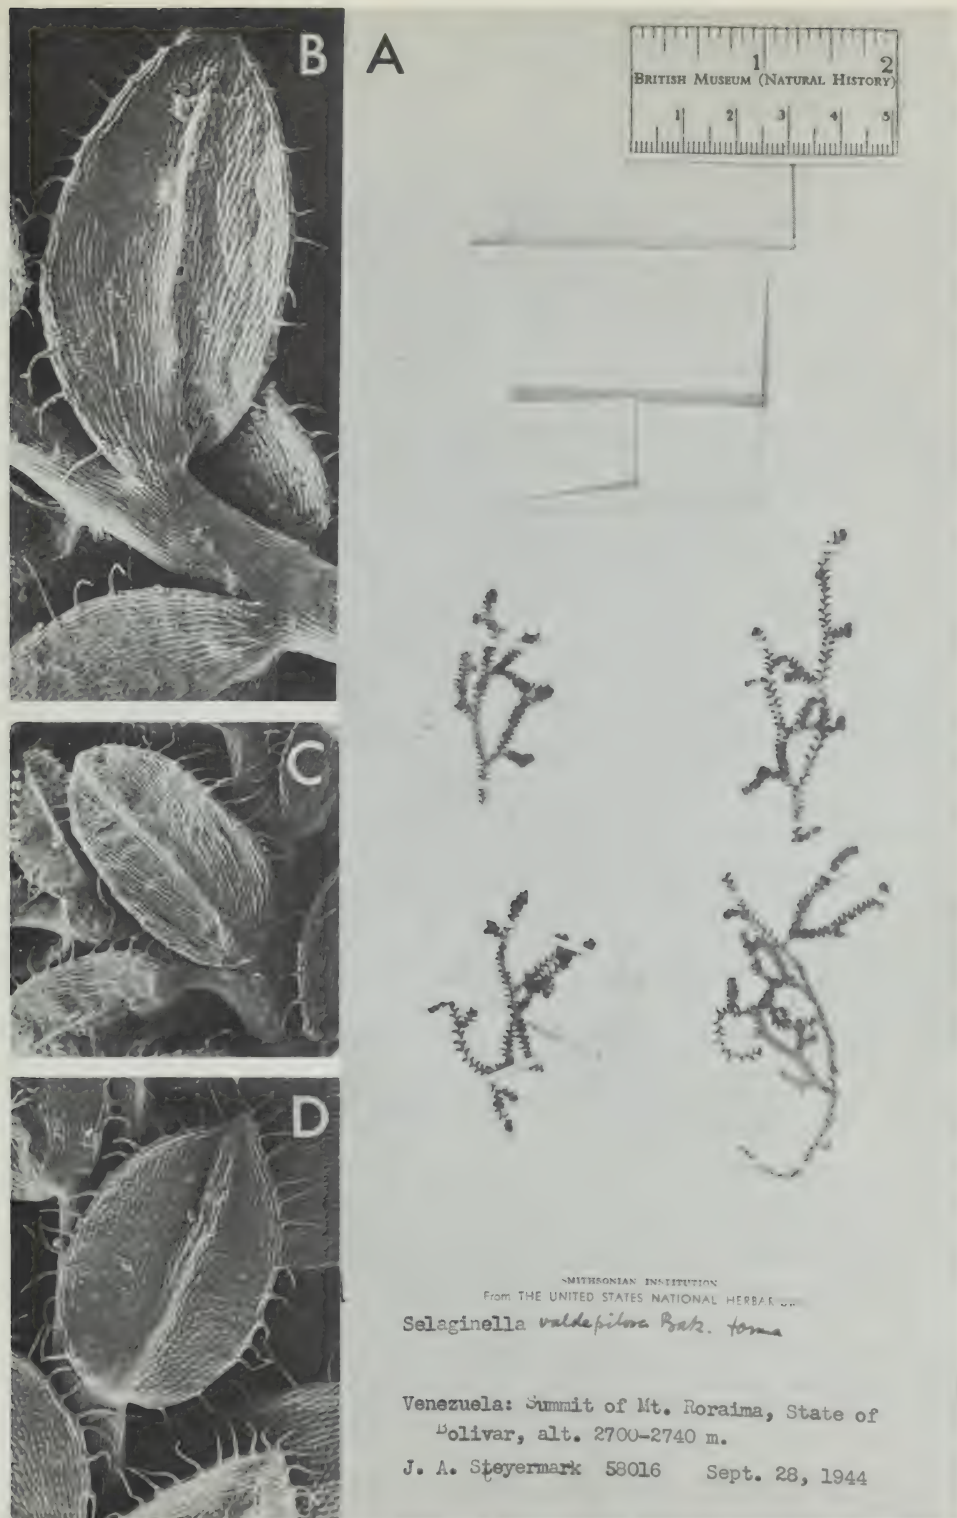 B
A
1 2
BRITISH MUSEUM (NATURAL HISTORY)
1 2 3 4 5
C
D
SMITHSONIAN INSTITUTION
From THE UNITED STATES NATIONAL
Selaginella valdepilosa Bak. forma
Venezuela: Summit of Mt. Roraima, State of
Bolivar, alt. 2700-2740 m.
J. A. Steyermark 58016 Sept. 28, 1944